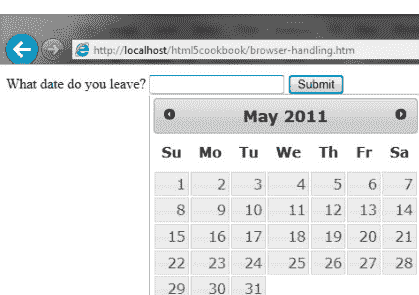 http://localhost/html5cookbook/browser-handling.htm
What date do you leave? Submit
May 2011
Su Mo Tu We Th Fr Sa
1 2 3 4 5 6 7
8 9 10 11 12 13 14
15 16 17 18 19 20 21
22 23 24 25 26 27 28
29 30 31